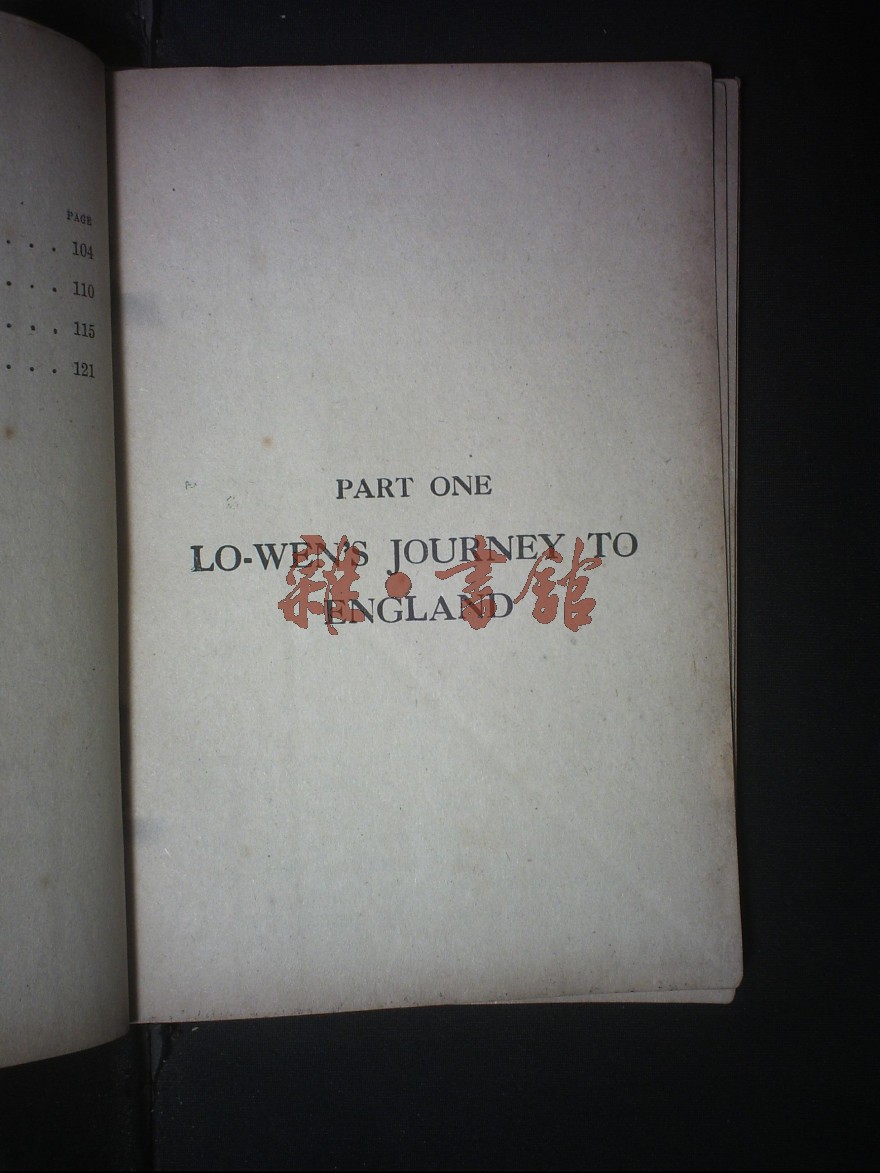 PAGE
. . . 104
. . . 110
. . . 115
. . . 121
PART ONE
LO-WEN'S JOURNEY TO
ENGLAND
雜·書館